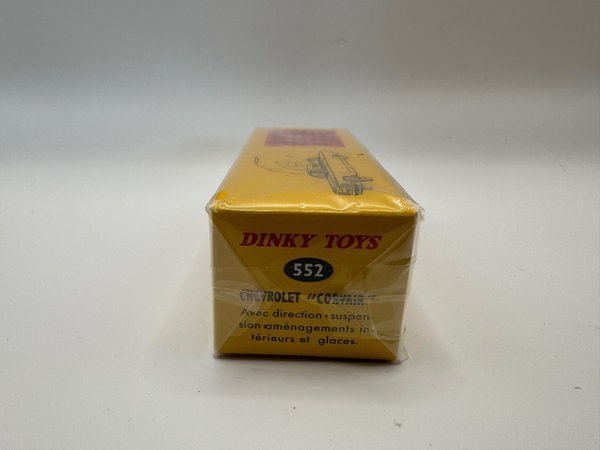 DINKY TOYS
552
CHEVROLET "CORVAIR"
Avec direction, suspen-
sion, aménagements in-
térieurs et glaces.